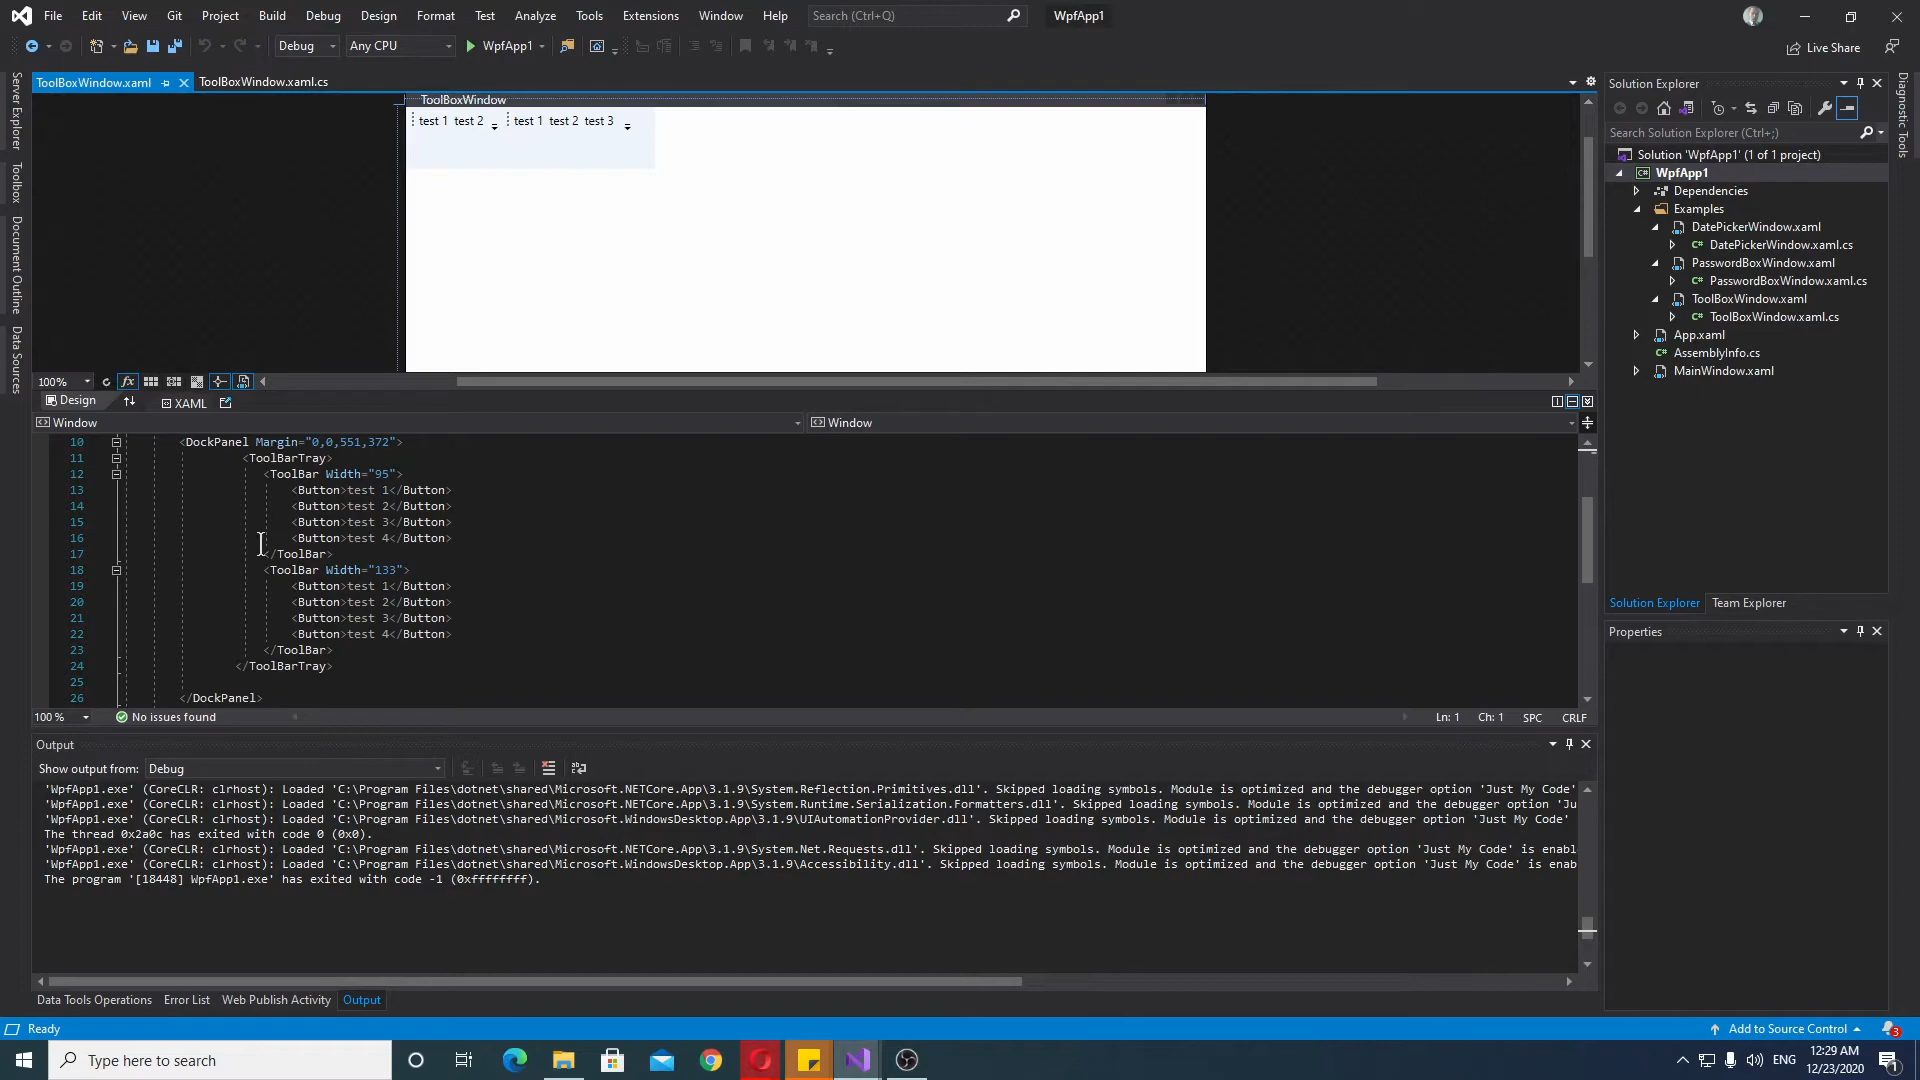 File Edit View Git Project Build Debug Design Format Test Analyze Tools Extensions Window Help Search (Ctrl+Q) WpfApp1
Debug Any CPU WpfApp1 Live Share
ToolBoxWindow.xaml ToolBoxWindow.xaml.cs
Server Explorer
Toolbox
Document Outline
Data Sources
ToolBoxWindow
test 1 test 2 test 1 test 2 test 3
100%
Design XAML
Window Window
10 <DockPanel Margin="0,0,551,372">
11 <ToolBarTray>
12 <ToolBar Width="95">
13 <Button>test 1</Button>
14 <Button>test 2</Button>
15 <Button>test 3</Button>
16 <Button>test 4</Button>
17 </ToolBar>
18 <ToolBar Width="133">
19 <Button>test 1</Button>
20 <Button>test 2</Button>
21 <Button>test 3</Button>
22 <Button>test 4</Button>
23 </ToolBar>
24 </ToolBarTray>
25
26 </DockPanel>
100 % No issues found Ln: 1 Ch: 1 SPC CRLF
Output
Show output from: Debug
'WpfApp1.exe' (CoreCLR: clrhost): Loaded 'C:\Program Files\dotnet\shared\Microsoft.NETCore.App\3.1.9\System.Reflection.Primitives.dll'. Skipped loading symbols. Module is optimized and the debugger option 'Just My Code'
'WpfApp1.exe' (CoreCLR: clrhost): Loaded 'C:\Program Files\dotnet\shared\Microsoft.NETCore.App\3.1.9\System.Runtime.Serialization.Formatters.dll'. Skipped loading symbols. Module is optimized and the debugger option 'Ju
'WpfApp1.exe' (CoreCLR: clrhost): Loaded 'C:\Program Files\dotnet\shared\Microsoft.WindowsDesktop.App\3.1.9\UIAutomationProvider.dll'. Skipped loading symbols. Module is optimized and the debugger option 'Just My Code'
The thread 0x2a0c has exited with code 0 (0x0).
'WpfApp1.exe' (CoreCLR: clrhost): Loaded 'C:\Program Files\dotnet\shared\Microsoft.NETCore.App\3.1.9\System.Net.Requests.dll'. Skipped loading symbols. Module is optimized and the debugger option 'Just My Code' is enabl
'WpfApp1.exe' (CoreCLR: clrhost): Loaded 'C:\Program Files\dotnet\shared\Microsoft.WindowsDesktop.App\3.1.9\Accessibility.dll'. Skipped loading symbols. Module is optimized and the debugger option 'Just My Code' is enab
The program '[18448] WpfApp1.exe' has exited with code -1 (0xffffffff).
Data Tools Operations Error List Web Publish Activity Output
Solution Explorer
Search Solution Explorer (Ctrl+;)
Solution 'WpfApp1' (1 of 1 project)
WpfApp1
Dependencies
Examples
DatePickerWindow.xaml
DatePickerWindow.xaml.cs
PasswordBoxWindow.xaml
PasswordBoxWindow.xaml.cs
ToolBoxWindow.xaml
ToolBoxWindow.xaml.cs
App.xaml
AssemblyInfo.cs
MainWindow.xaml
Solution Explorer Team Explorer
Properties
Diagnostic Tools
Ready Add to Source Control 3
Type here to search ENG 12:29 AM
12/23/2020 1